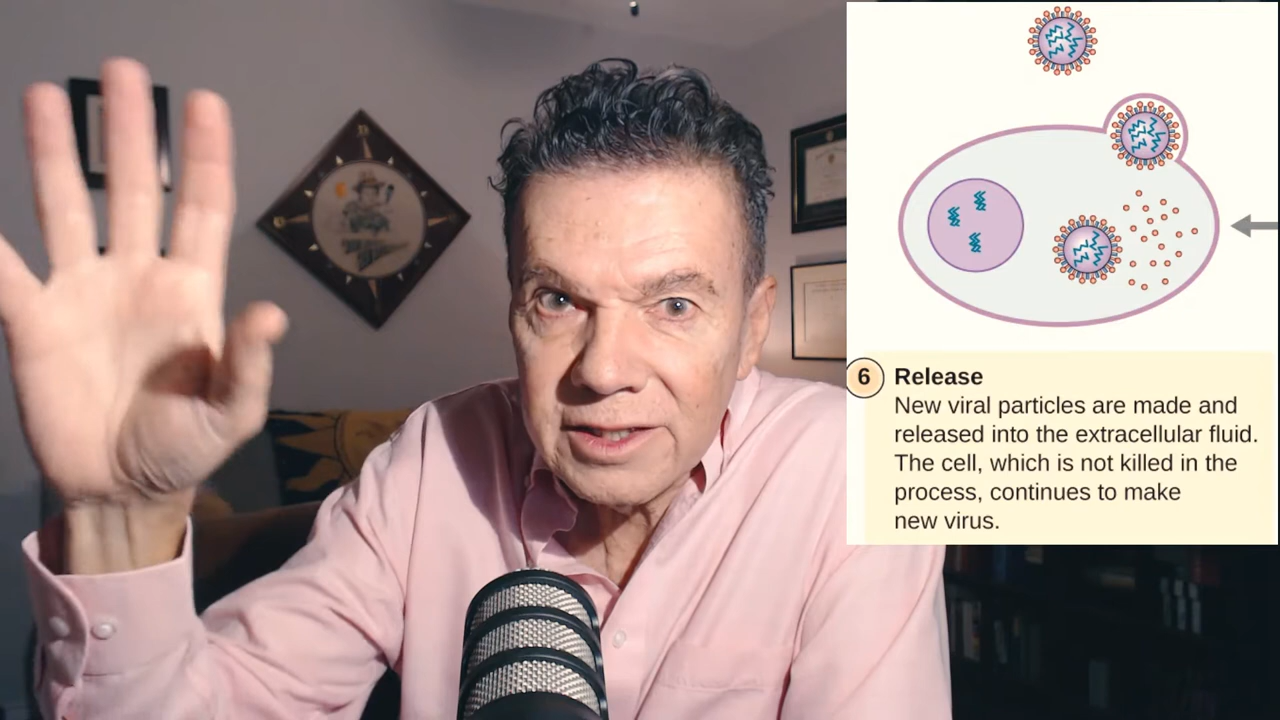 6
Release
New viral particles are made and
released into the extracellular fluid.
The cell, which is not killed in the
process, continues to make
new virus.